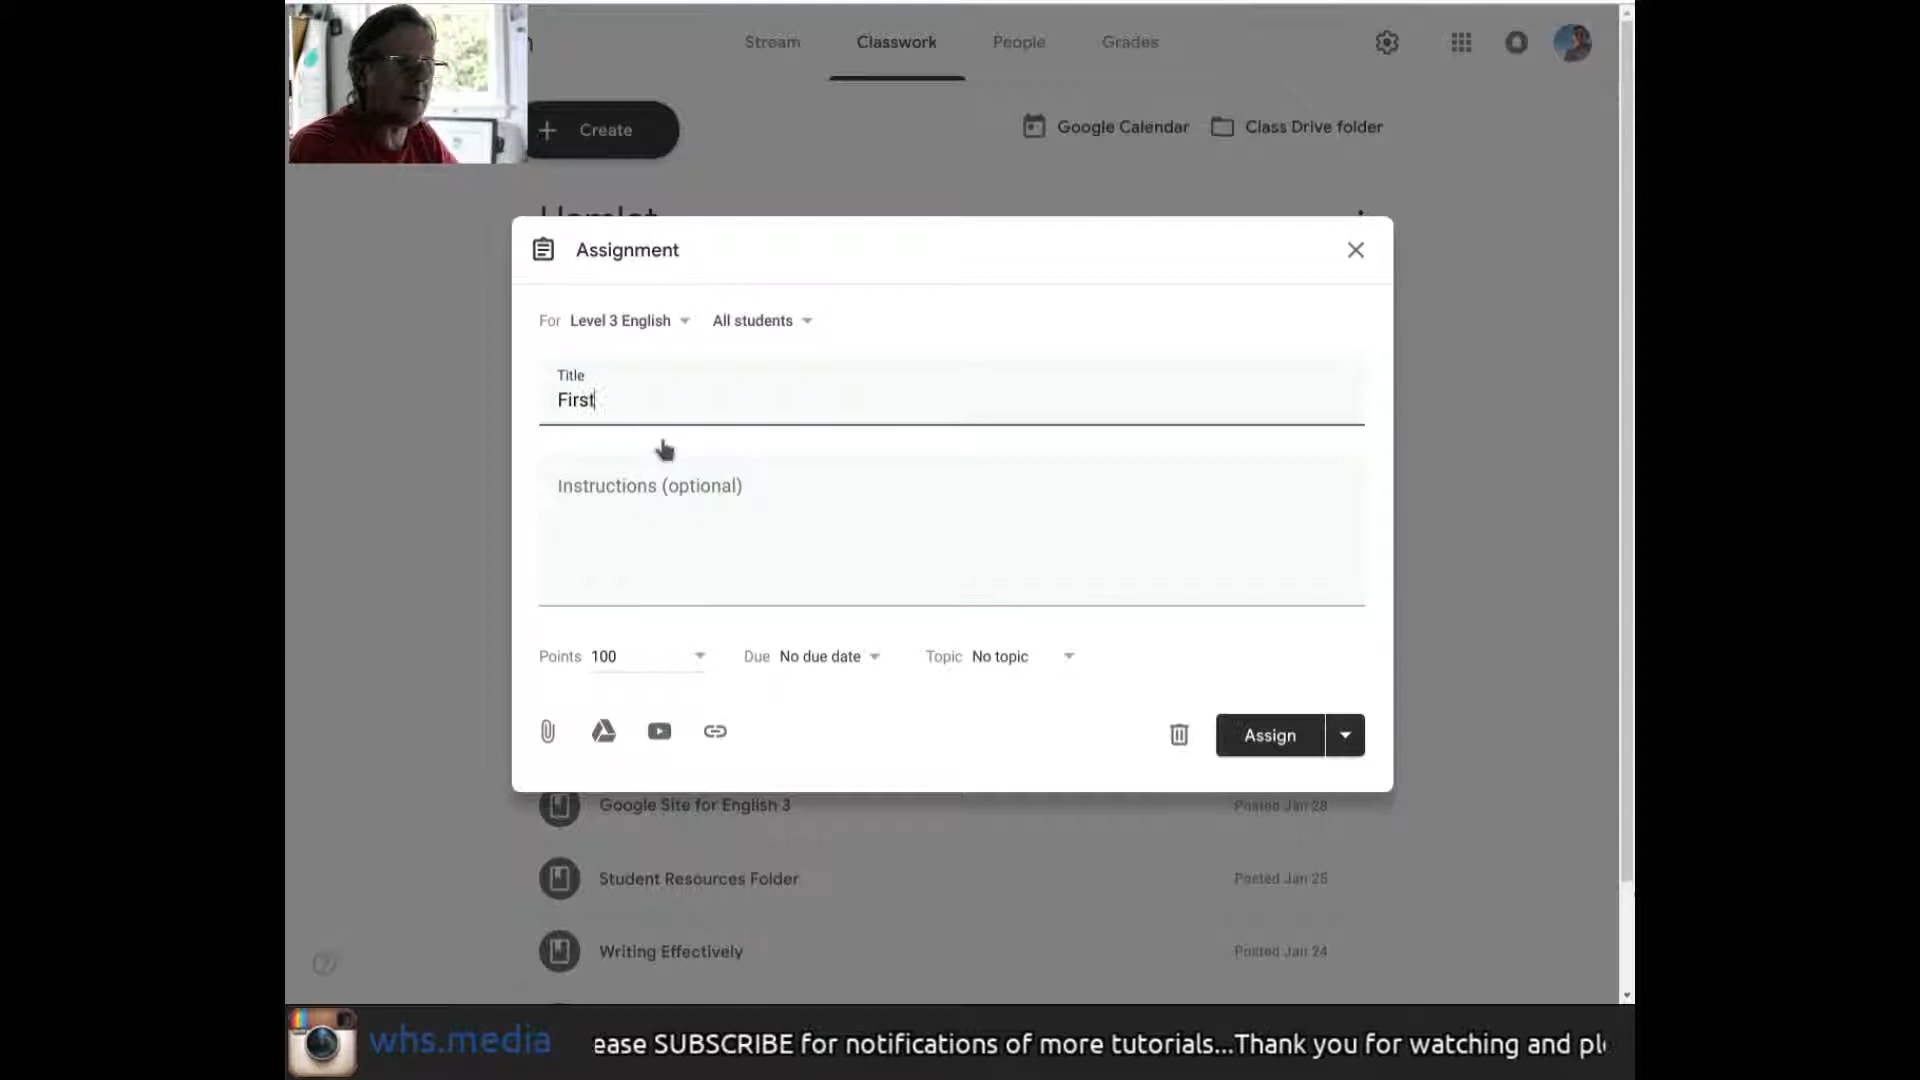 Stream Classwork People Grades
Create
Google Calendar Class Drive folder
Hamlet
Assignment
For Level 3 English All students
Title
First
Instructions (optional)
Points 100 Due No due date Topic No topic
Assign
Google Site for English 3 Posted Jan 28
Student Resources Folder Posted Jan 25
Writing Effectively Posted Jan 24
whs.media ease SUBSCRIBE for notifications of more tutorials...Thank you for watching and pl